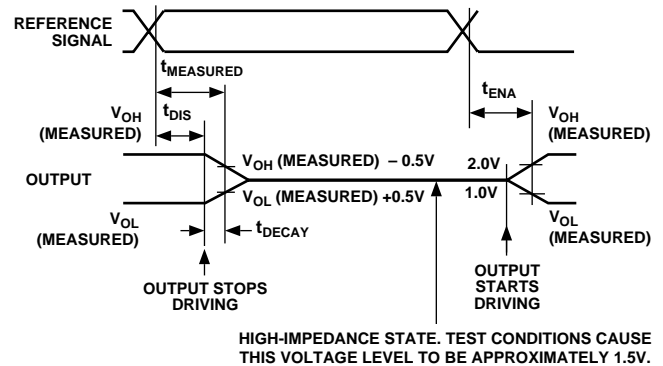 REFERENCE
SIGNAL
tMEASURED
tENA
tDIS
VOH
(MEASURED)
VOH
(MEASURED)
VOH (MEASURED) – 0.5V
2.0V
OUTPUT
VOL (MEASURED) +0.5V
1.0V
VOL
(MEASURED)
VOL
(MEASURED)
tDECAY
OUTPUT STOPS
DRIVING
OUTPUT
STARTS
DRIVING
HIGH-IMPEDANCE STATE. TEST CONDITIONS CAUSE
THIS VOLTAGE LEVEL TO BE APPROXIMATELY 1.5V.